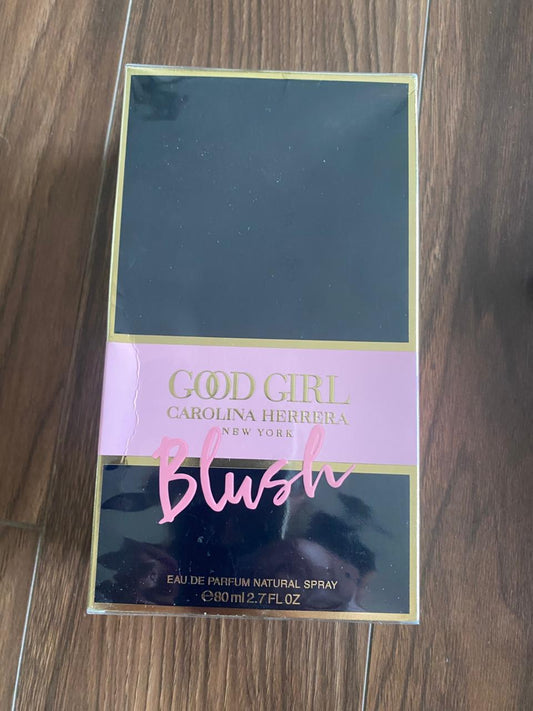 GOOD GIRL
CAROLINA HERRERA
NEW YORK
Blush
EAU DE PARFUM NATURAL SPRAY
℮80 ml 2.7 FL OZ